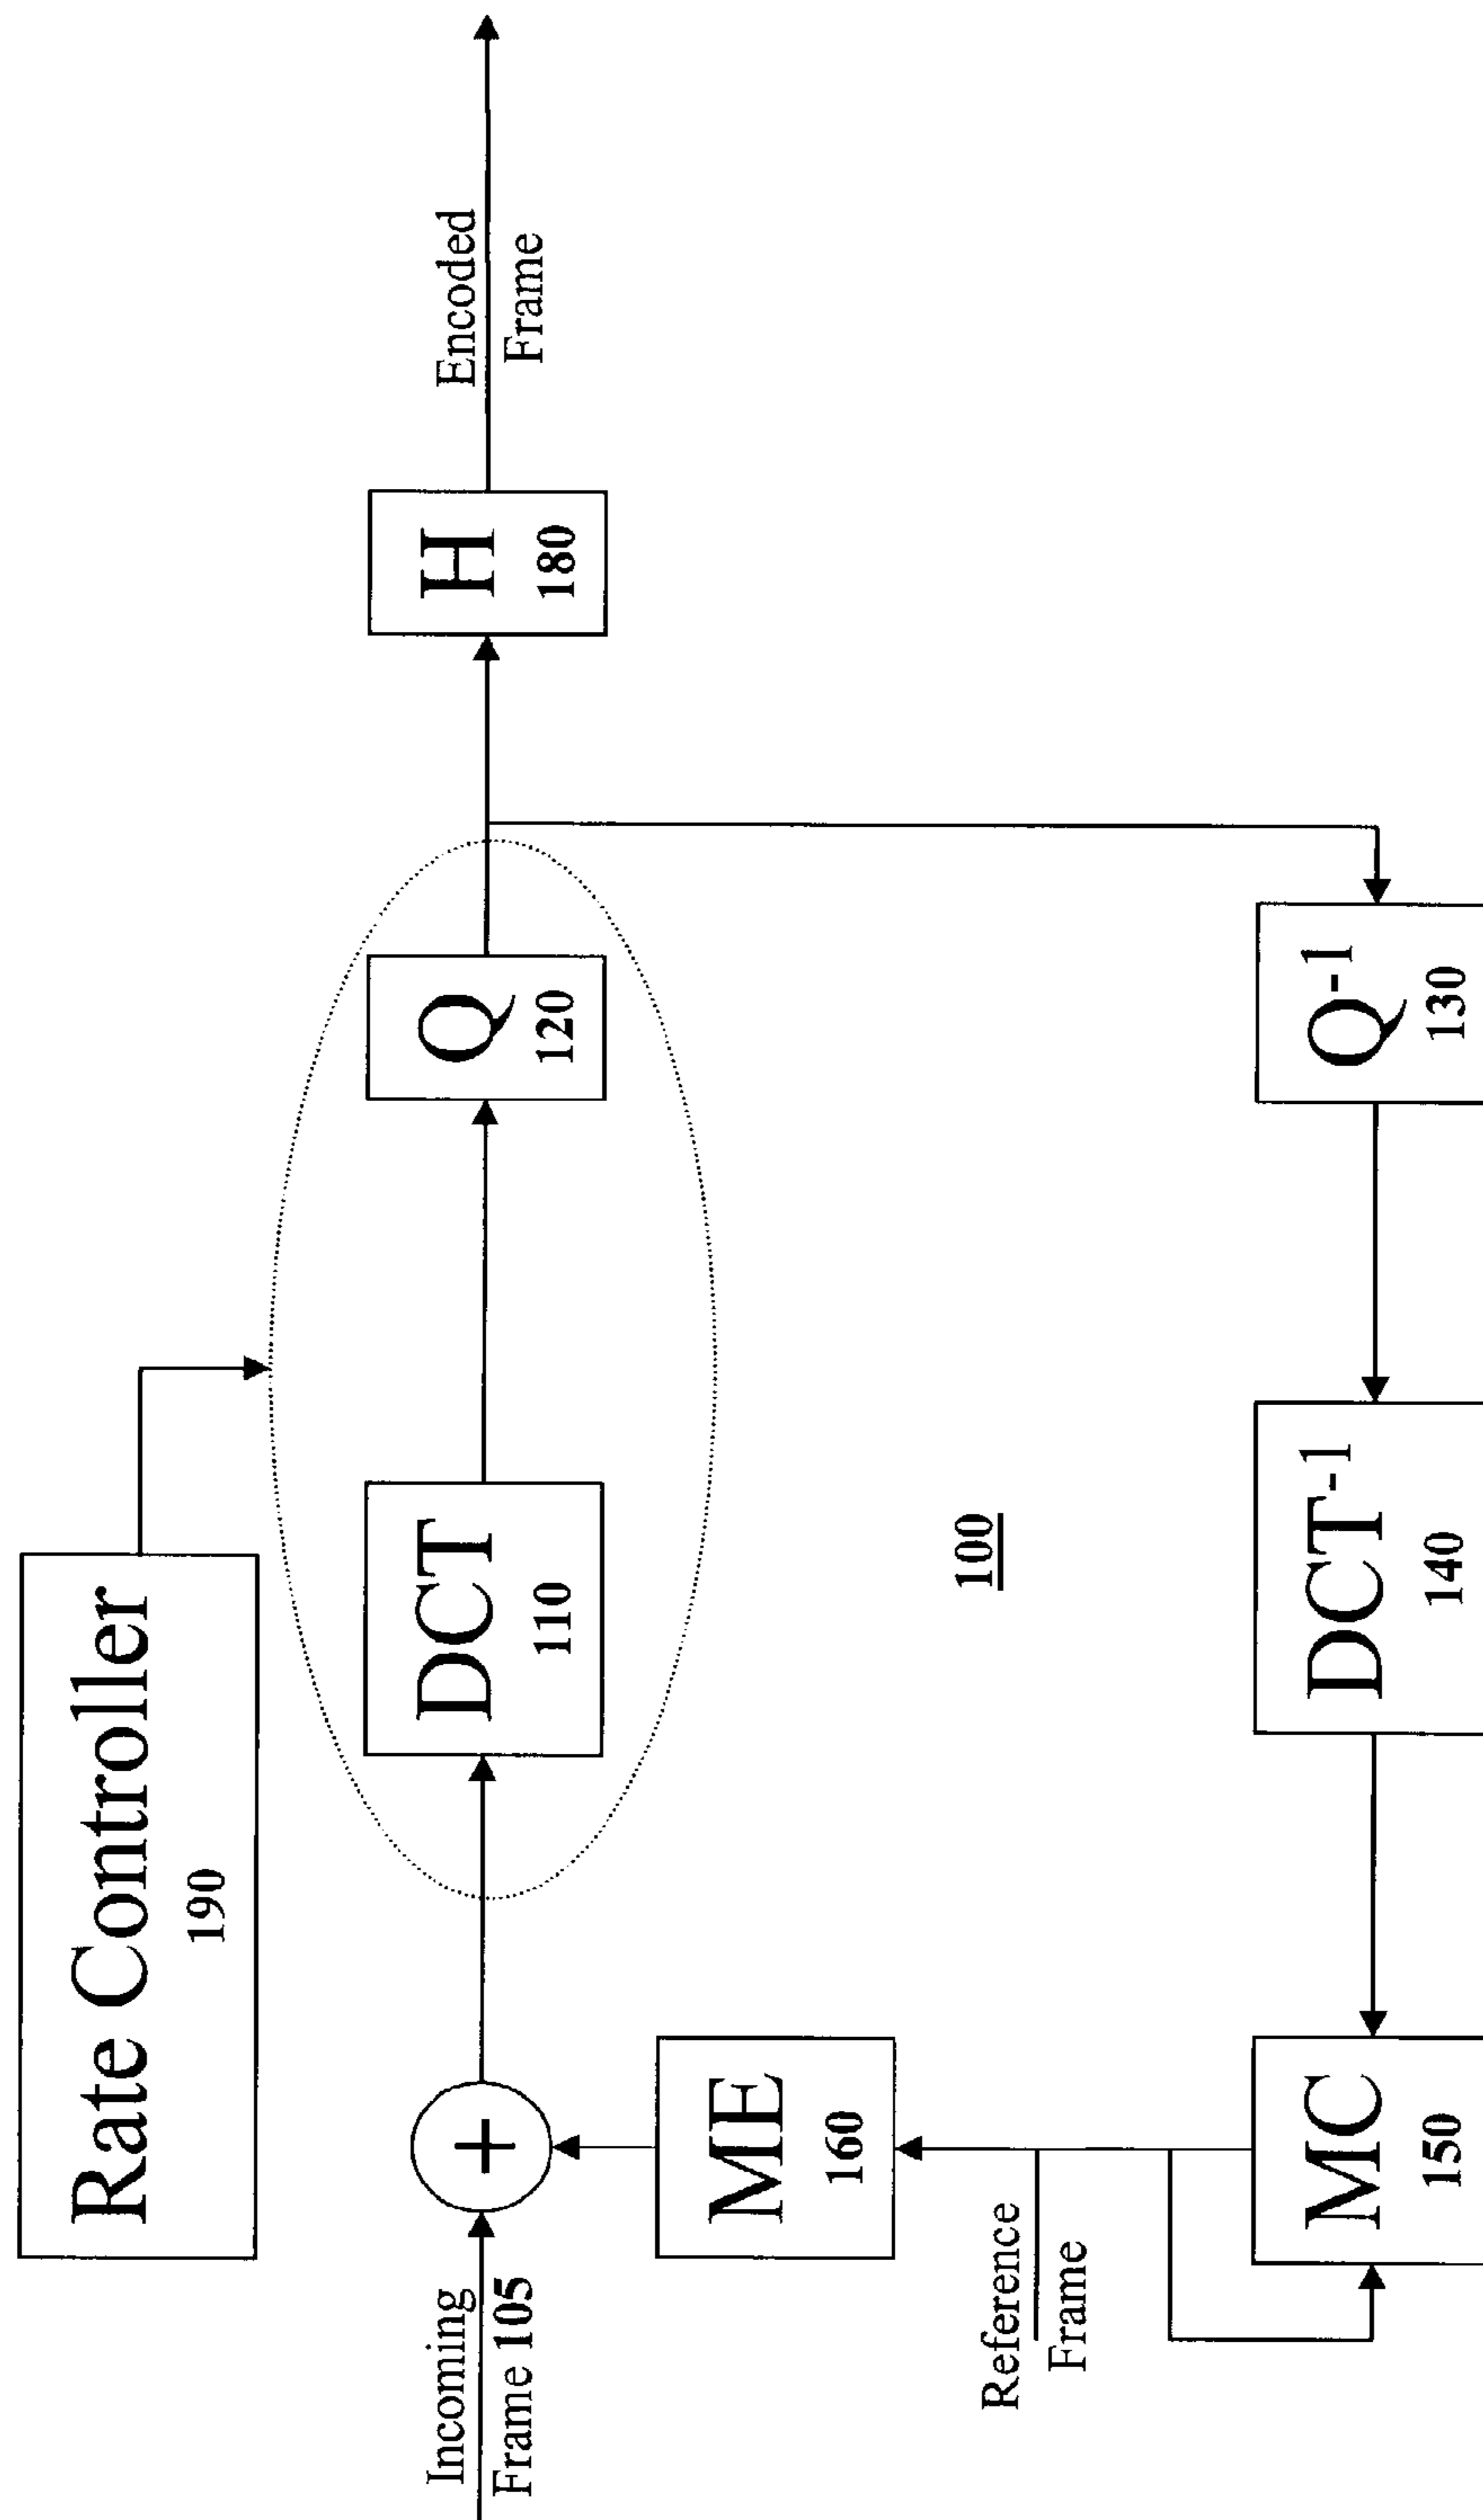 Rate Controller
190
Incoming
Frame 105
+
DCT
110
Q
120
H
180
Encoded
Frame
ME
160
100
Reference
Frame
MC
150
DCT-1
140
Q-1
130